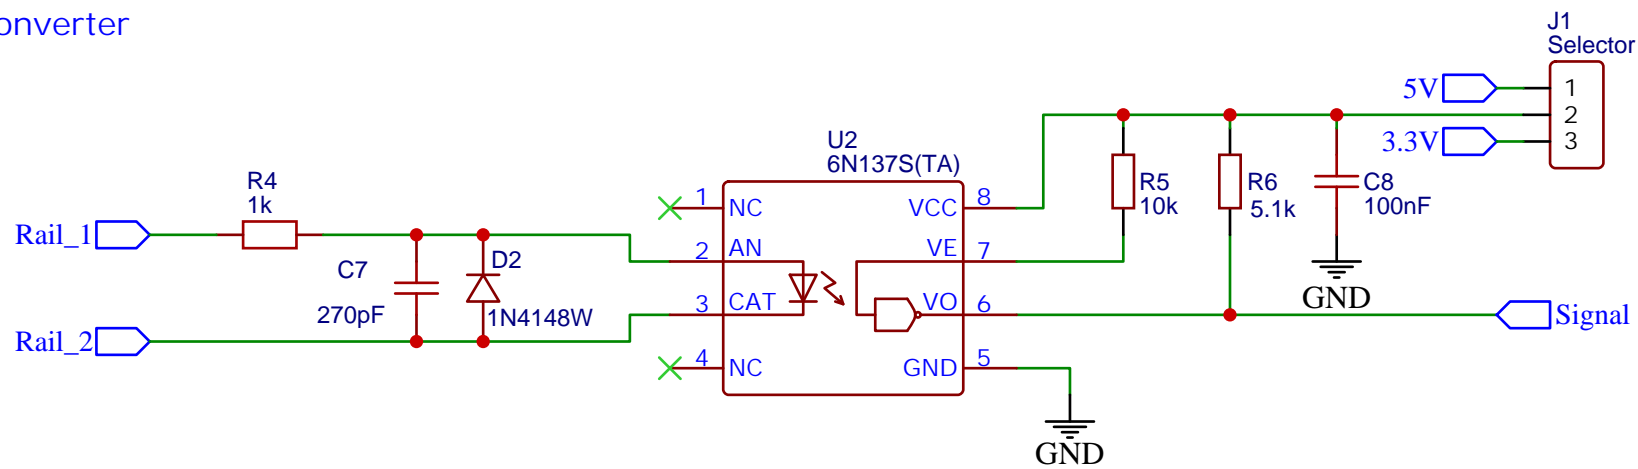 onverter
J1
Selector
5V
1
2
3.3V
3
U2
6N137S(TA)
R4
1k
1
NC
VCC
8
R5
10k
R6
5.1k
C8
100nF
Rail_1
2
AN
VE
7
C7
D2
270pF
1N4148W
3
CAT
VO
6
GND
Signal
Rail_2
4
NC
GND
5
GND